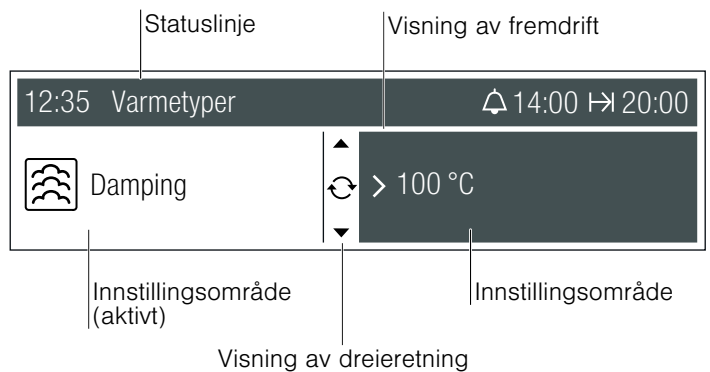 Statuslinje
Visning av fremdrift
12:35 Varmetyper 14:00 20:00
Damping
> 100 °C
Innstillingsområde
(aktivt)
Innstillingsområde
Visning av dreieretning